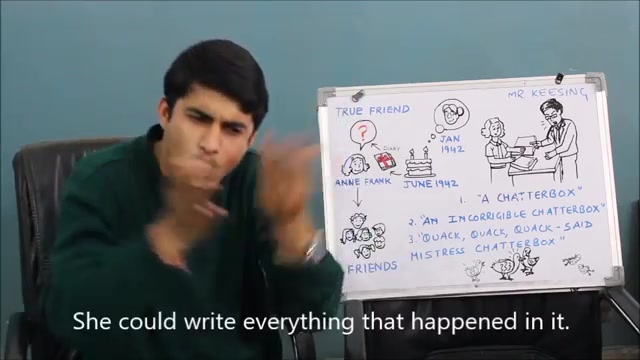 MR KEESING
TRUE FRIEND
?
DIARY
JAN
1942
ANNE FRANK
JUNE 1942
FRIENDS
1. "A CHATTERBOX"
2. "AN INCORRIGIBLE CHATTERBOX"
3. "QUACK, QUACK, QUACK - SAID
MISTRESS CHATTERBOX"
She could write everything that happened in it.